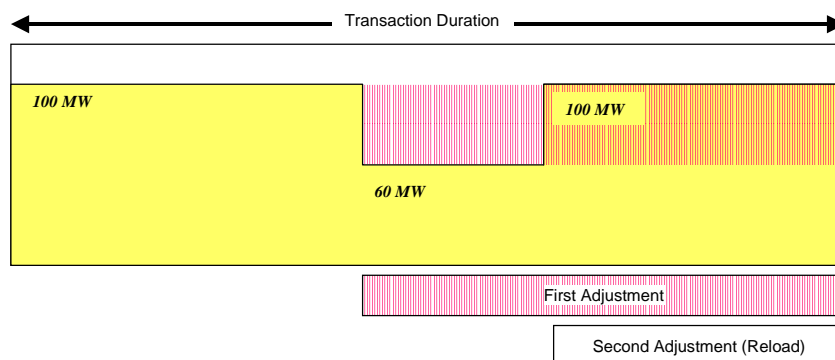 Transaction Duration
100 MW
100 MW
60 MW
First Adjustment
Second Adjustment (Reload)